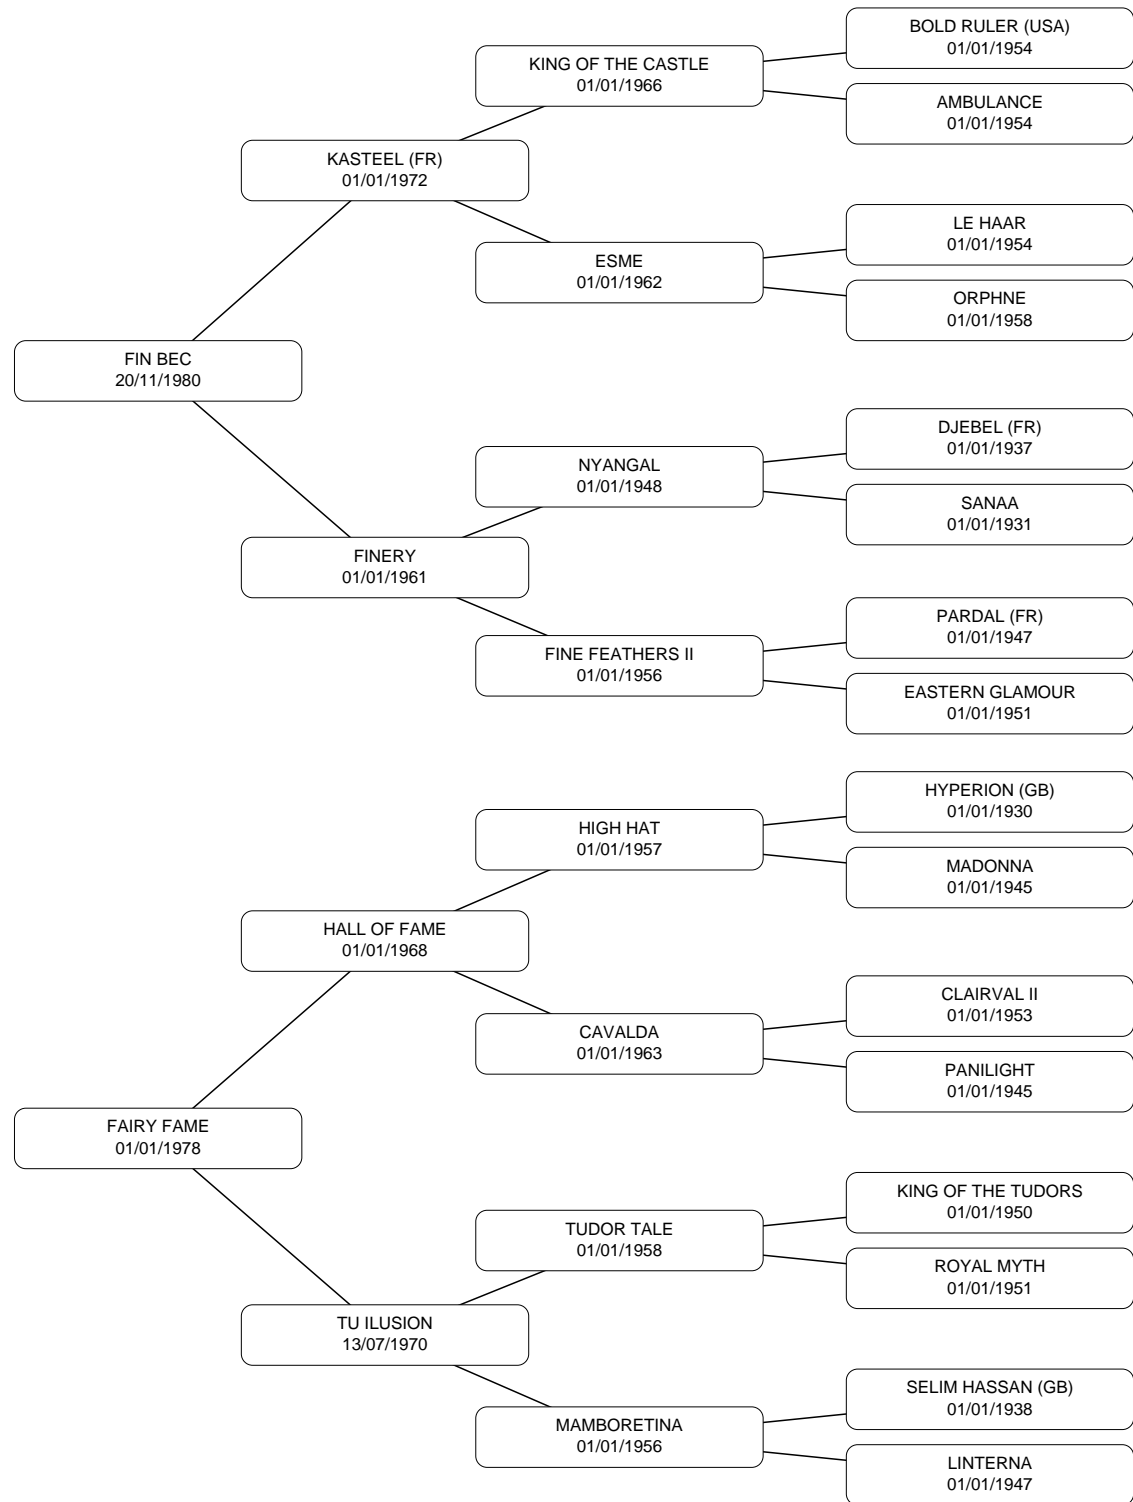 BOLD RULER (USA)
01/01/1954
KING OF THE CASTLE
01/01/1966
AMBULANCE
01/01/1954
KASTEEL (FR)
01/01/1972
LE HAAR
01/01/1954
ESME
01/01/1962
ORPHNE
01/01/1958
FIN BEC
20/11/1980
DJEBEL (FR)
01/01/1937
NYANGAL
01/01/1948
SANAA
01/01/1931
FINERY
01/01/1961
PARDAL (FR)
01/01/1947
FINE FEATHERS II
01/01/1956
EASTERN GLAMOUR
01/01/1951
HYPERION (GB)
01/01/1930
HIGH HAT
01/01/1957
MADONNA
01/01/1945
HALL OF FAME
01/01/1968
CLAIRVAL II
01/01/1953
CAVALDA
01/01/1963
PANILIGHT
01/01/1945
FAIRY FAME
01/01/1978
KING OF THE TUDORS
01/01/1950
TUDOR TALE
01/01/1958
ROYAL MYTH
01/01/1951
TU ILUSION
13/07/1970
SELIM HASSAN (GB)
01/01/1938
MAMBORETINA
01/01/1956
LINTERNA
01/01/1947